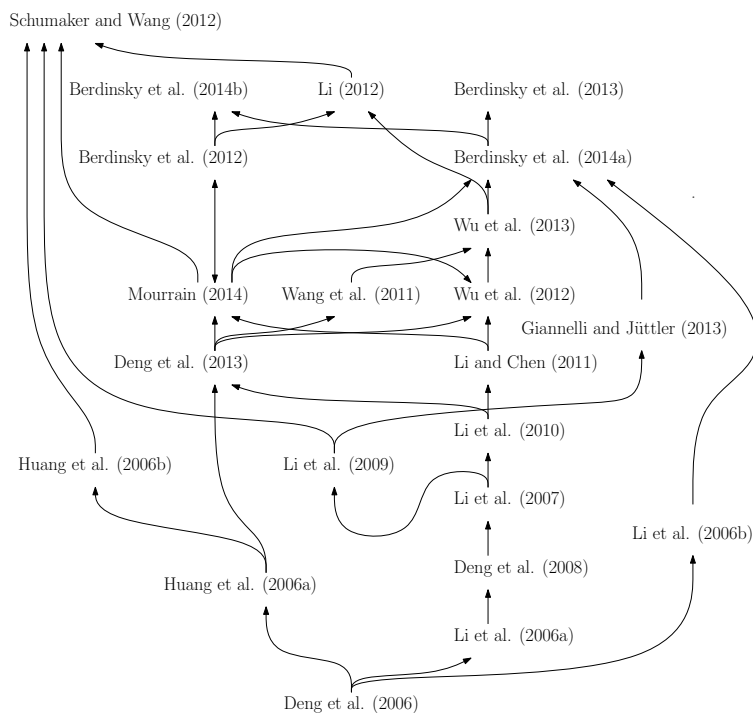 Schumaker and Wang (2012)
Berdinsky et al. (2014b)
Li (2012)
Berdinsky et al. (2013)
Berdinsky et al. (2012)
Berdinsky et al. (2014a)
Wu et al. (2013)
Mourrain (2014)
Wang et al. (2011)
Wu et al. (2012)
Giannelli and Jüttler (2013)
Deng et al. (2013)
Li and Chen (2011)
Li et al. (2010)
Huang et al. (2006b)
Li et al. (2009)
Li et al. (2007)
Li et al. (2006b)
Deng et al. (2008)
Huang et al. (2006a)
Li et al. (2006a)
Deng et al. (2006)